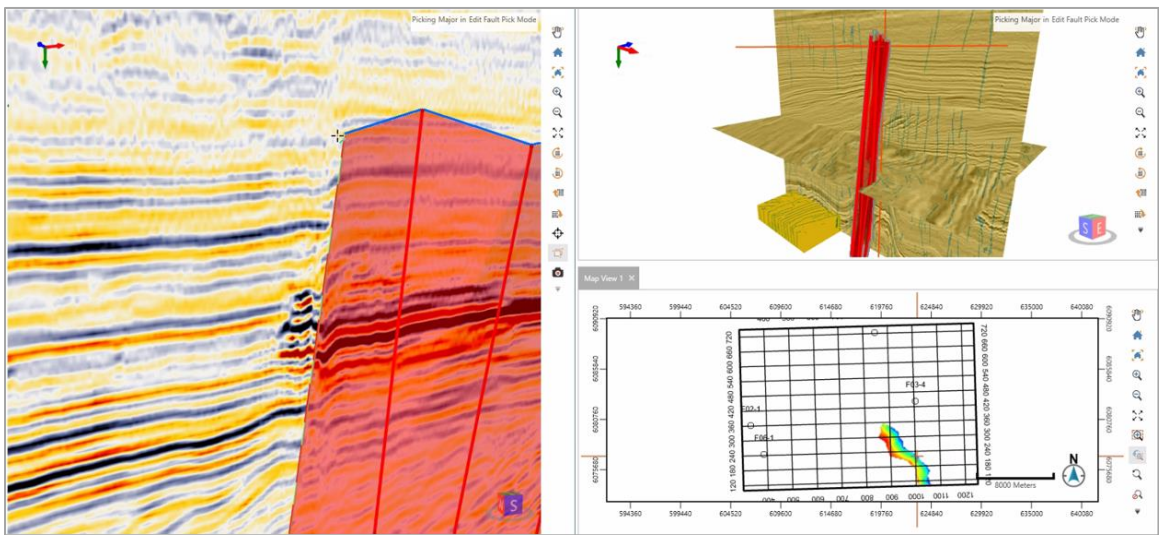 Picking Major in Edit Fault Pick Mode
S
Picking Major in Edit Fault Pick Mode
S E
Map View 1
594360 599440 604520 609600 614680 619760 624840 629920 635000 640080
6090920 6085840 6080760 6075680
6090920 6085840 6080760 6075680
720 660 600 540 480 420 360 300 240 180 120
720 660 600 540 480 420 360 300 240 180 120
F03-4
F02-1
F06-1
N
8000 Meters
400 500 600 700 800 900 1000 1100 1200
594360 599440 604520 609600 614680 619760 624840 629920 635000 640080